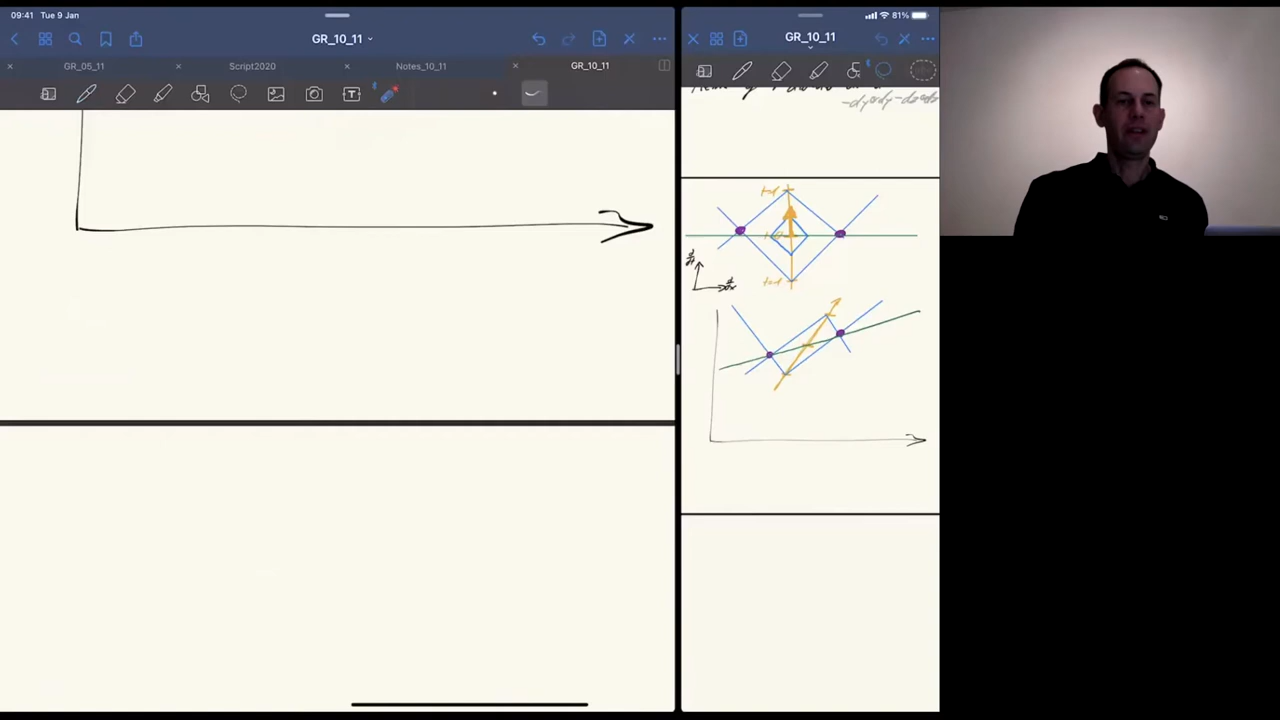 09:41 Tue 9 Jan
81%
GR_10_11
GR_10_11
GR_05_11
Script2020
Notes_10_11
GR_10_11
T